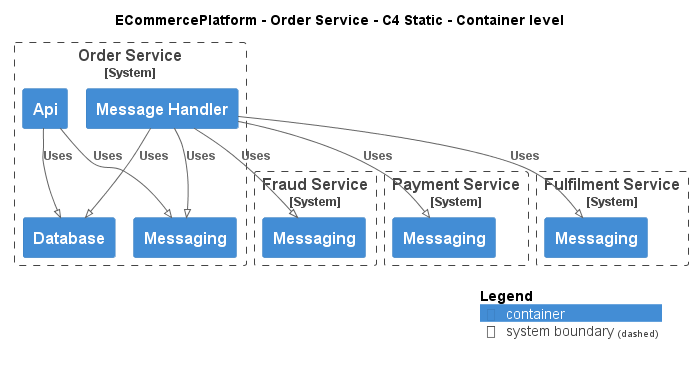 ECommercePlatform - Order Service - C4 Static - Container level
Order Service
[System]
Api
Message Handler
Uses
Uses
Uses
Uses
Uses
Uses
Uses
Fraud Service
[System]
Payment Service
[System]
Fulfilment Service
[System]
Database
Messaging
Messaging
Messaging
Messaging
Legend
container
system boundary (dashed)